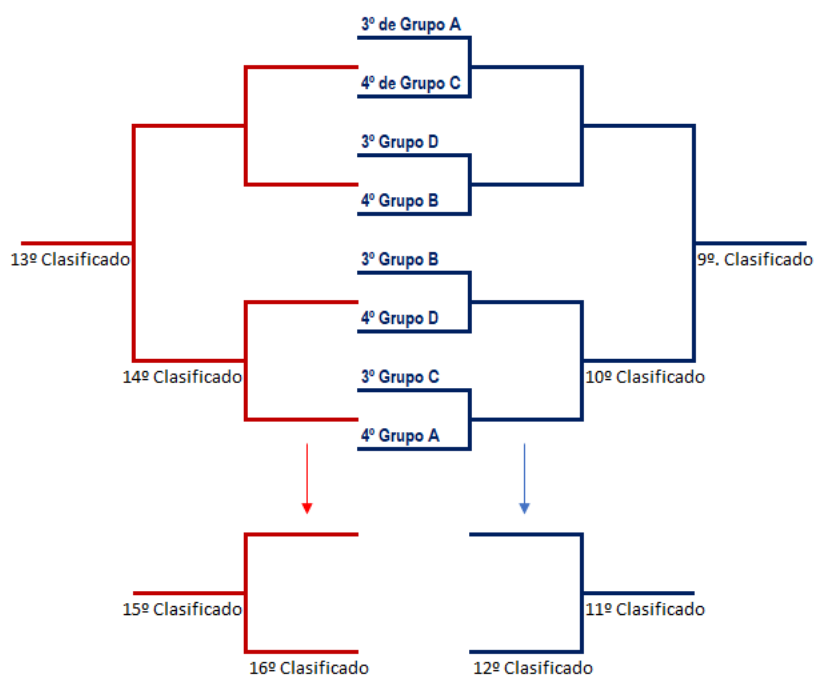 3º de Grupo A
4º de Grupo C
3º Grupo D
4º Grupo B
13º Clasificado
3º Grupo B
9º. Clasificado
4º Grupo D
14º Clasificado
3º Grupo C
10º Clasificado
4º Grupo A
15º Clasificado
11º Clasificado
16º Clasificado
12º Clasificado